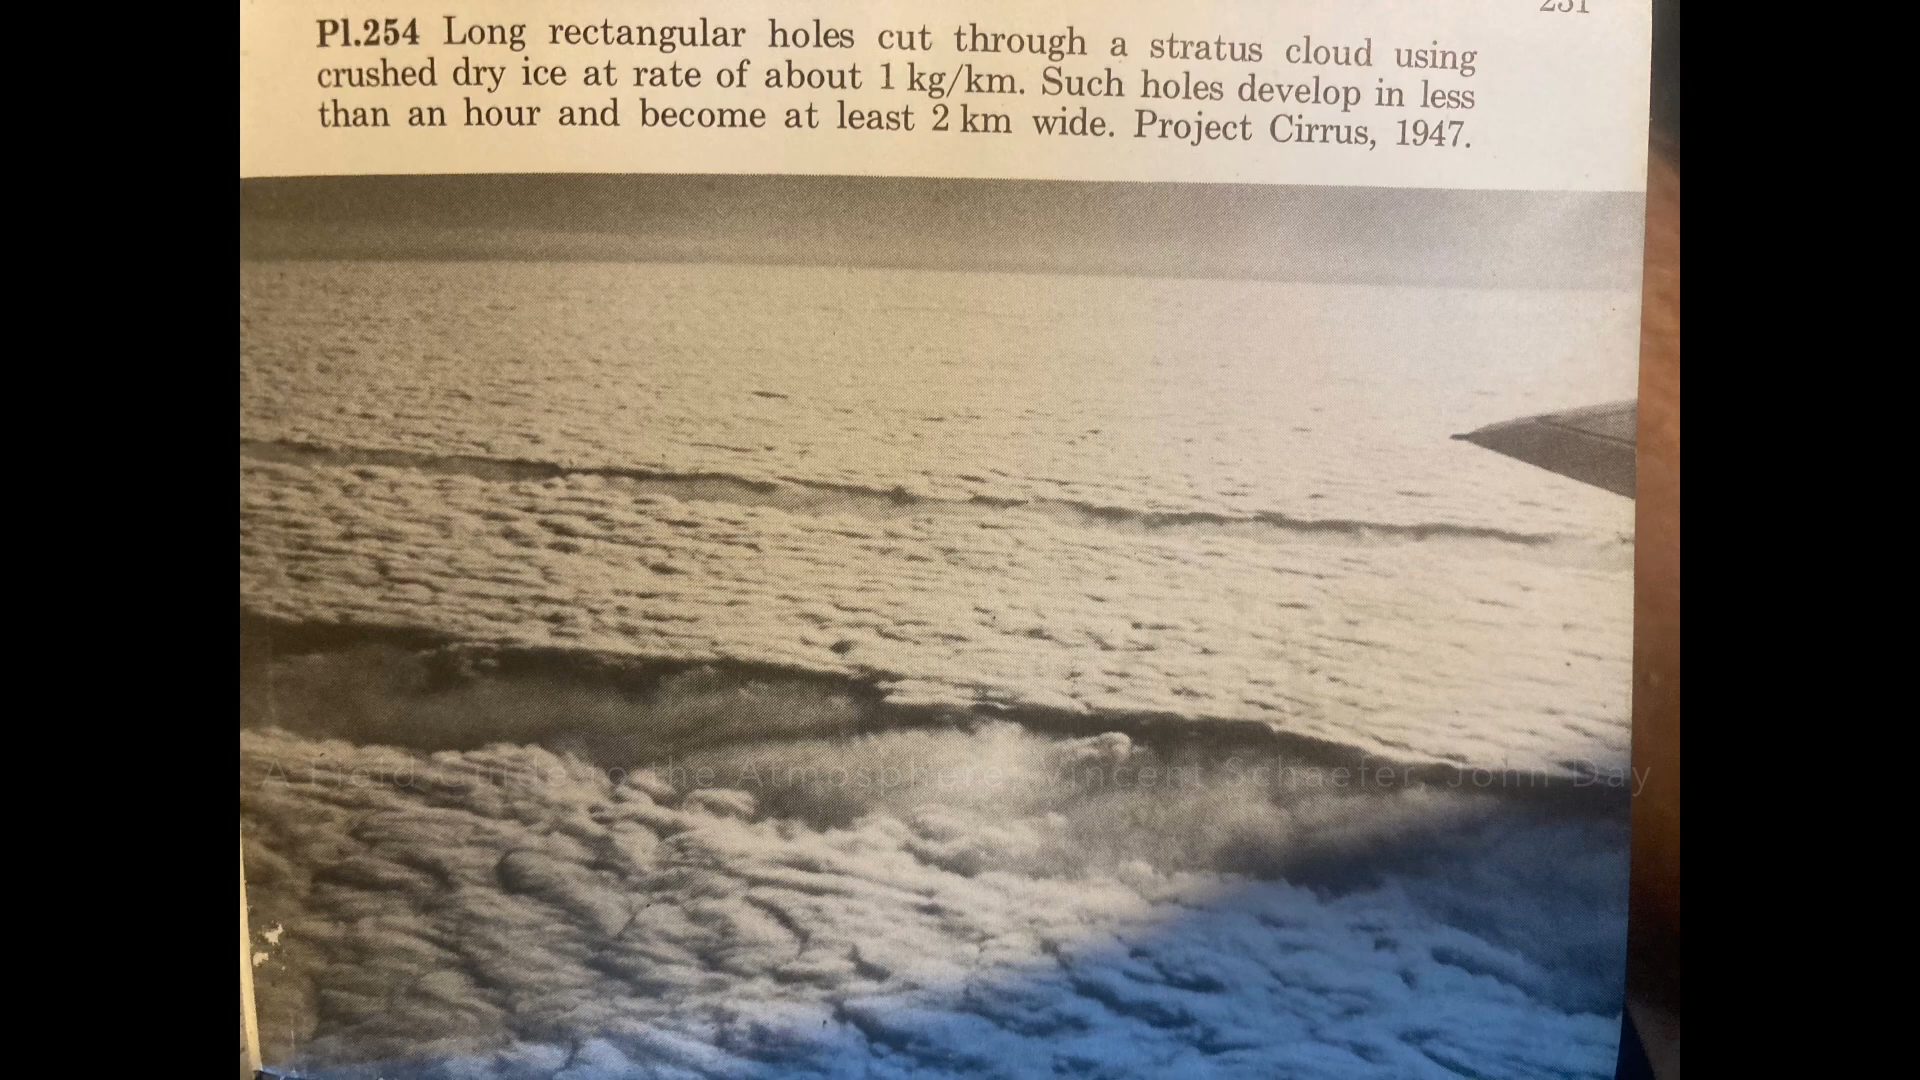 231
Pl.254 Long rectangular holes cut through a stratus cloud using
crushed dry ice at rate of about 1 kg/km. Such holes develop in less
than an hour and become at least 2 km wide. Project Cirrus, 1947.
A Field Guide to the Atmosphere, Vincent Schaefer, John Day